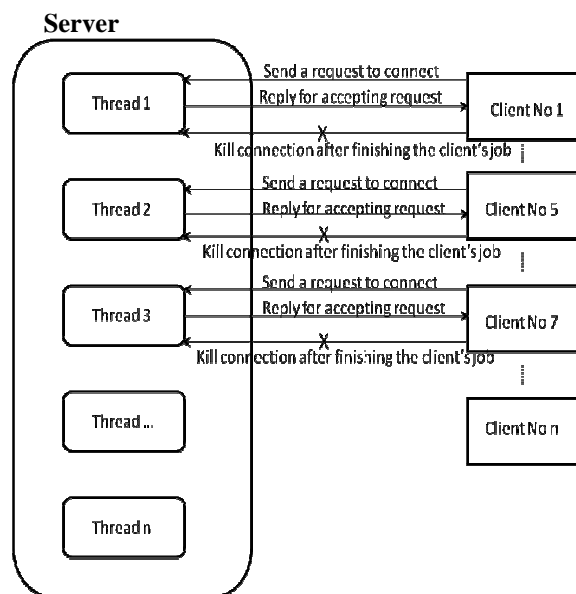 Server
Send a request to connect
Thread 1
Reply for accepting request
Client No 1
Kill connection after finishing the client's job
Send a request to connect
Thread 2
Reply for accepting request
Client No 5
Kill connection after finishing the client's job
Send a request to connect
Thread 3
Reply for accepting request
Client No 7
Kill connection after finishing the client's job
Thread ...
Client No n
Thread n